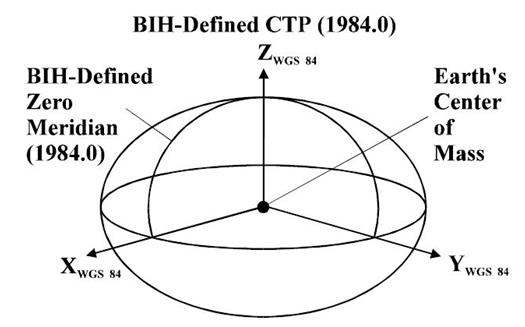 BIH-Defined CTP (1984.0)
Z WGS 84
BIH-Defined
Zero
Meridian
(1984.0)
Earth's
Center
of
Mass
X WGS 84
Y WGS 84